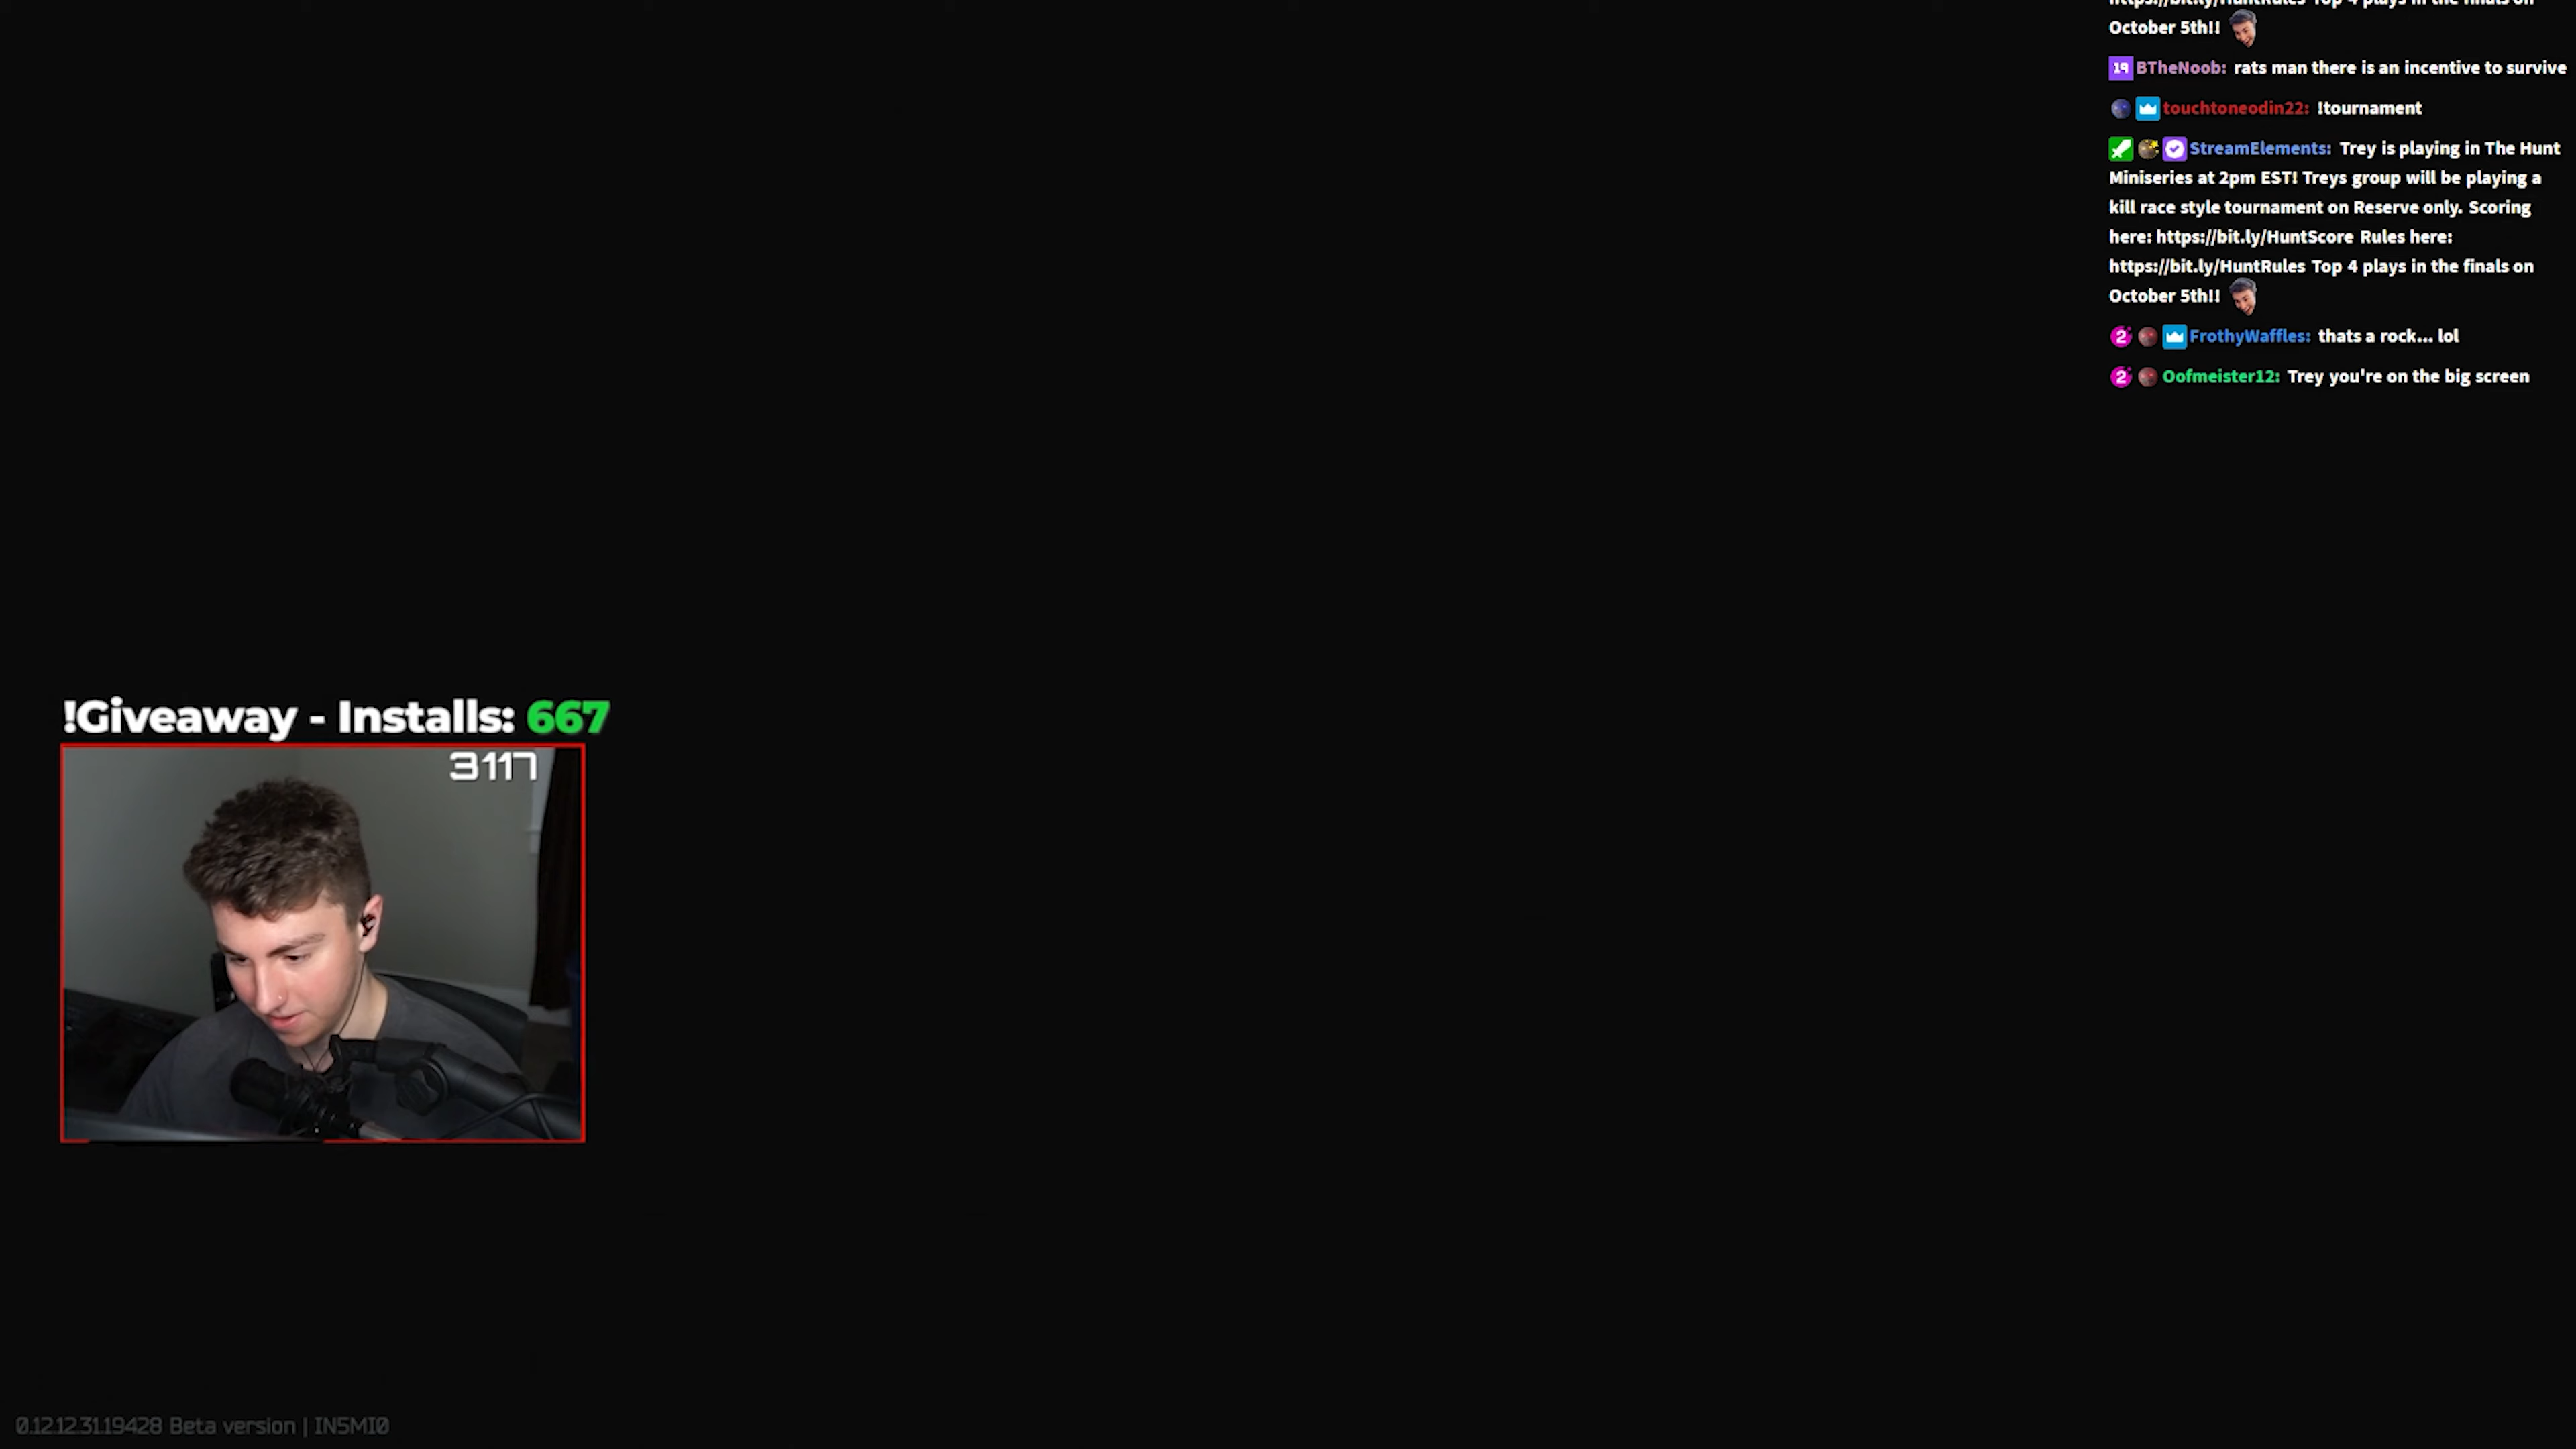 October 5th!!
19 BTheNoob: rats man there is an incentive to survive
touchtoneodin22: !tournament
StreamElements: Trey is playing in The Hunt
Miniseries at 2pm EST! Treys group will be playing a
kill race style tournament on Reserve only. Scoring
here: https://bit.ly/HuntScore Rules here:
https://bit.ly/HuntRules Top 4 plays in the finals on
October 5th!!
2 FrothyWaffles: thats a rock... lol
2 Oofmeister12: Trey you're on the big screen
!Giveaway - Installs: 667
3117
0.12.12.31.19428 Beta version | IN5MI0